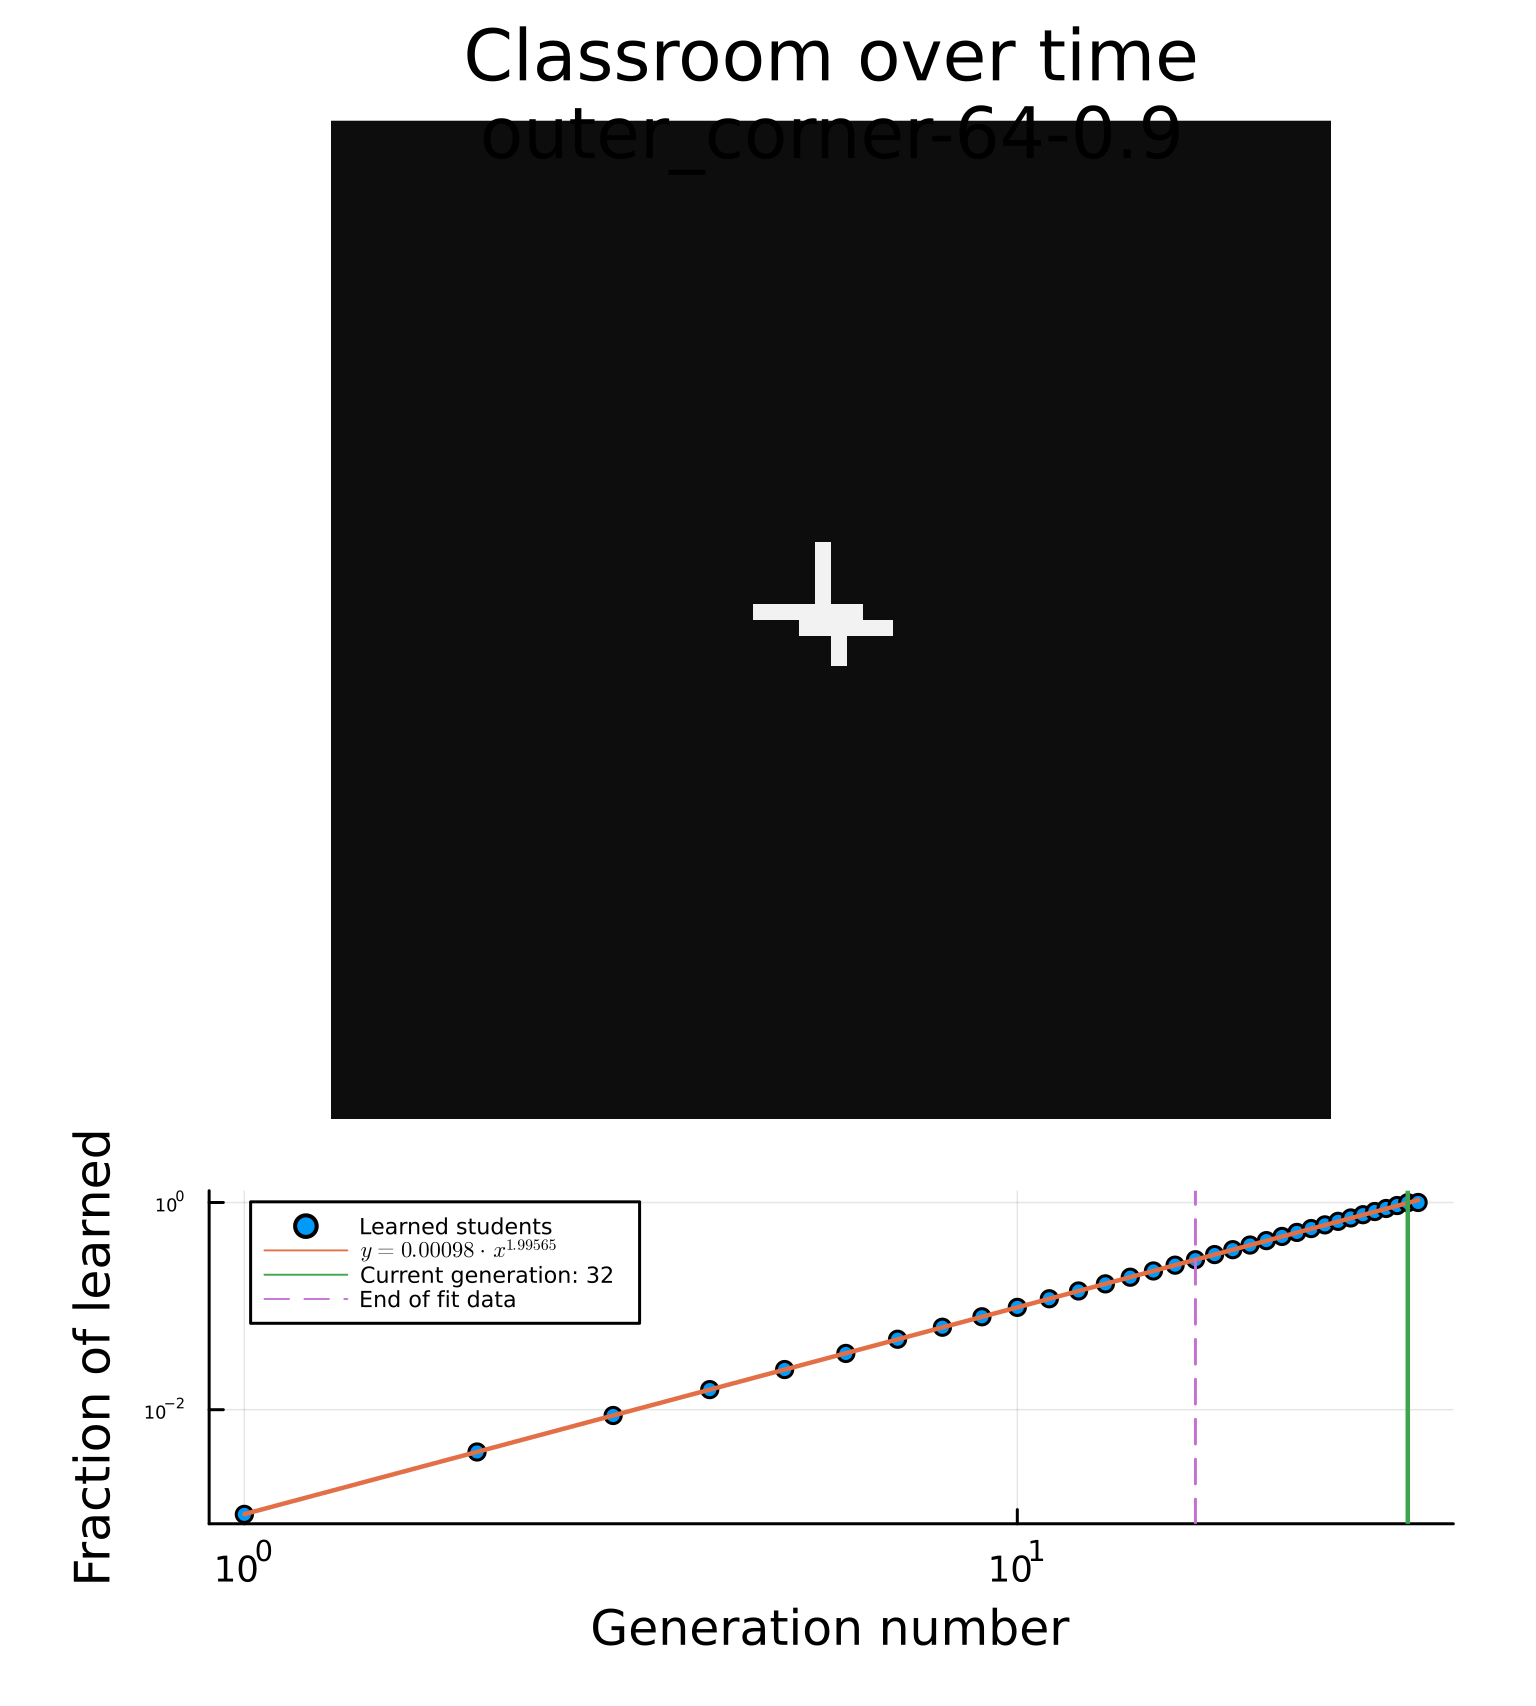 Classroom over time
outer_corner-64-0.9
Fraction of learned
10⁰
10⁻²
Learned students
y = 0.00098 · x^1.99565
Current generation: 32
End of fit data
10⁰
10¹
Generation number